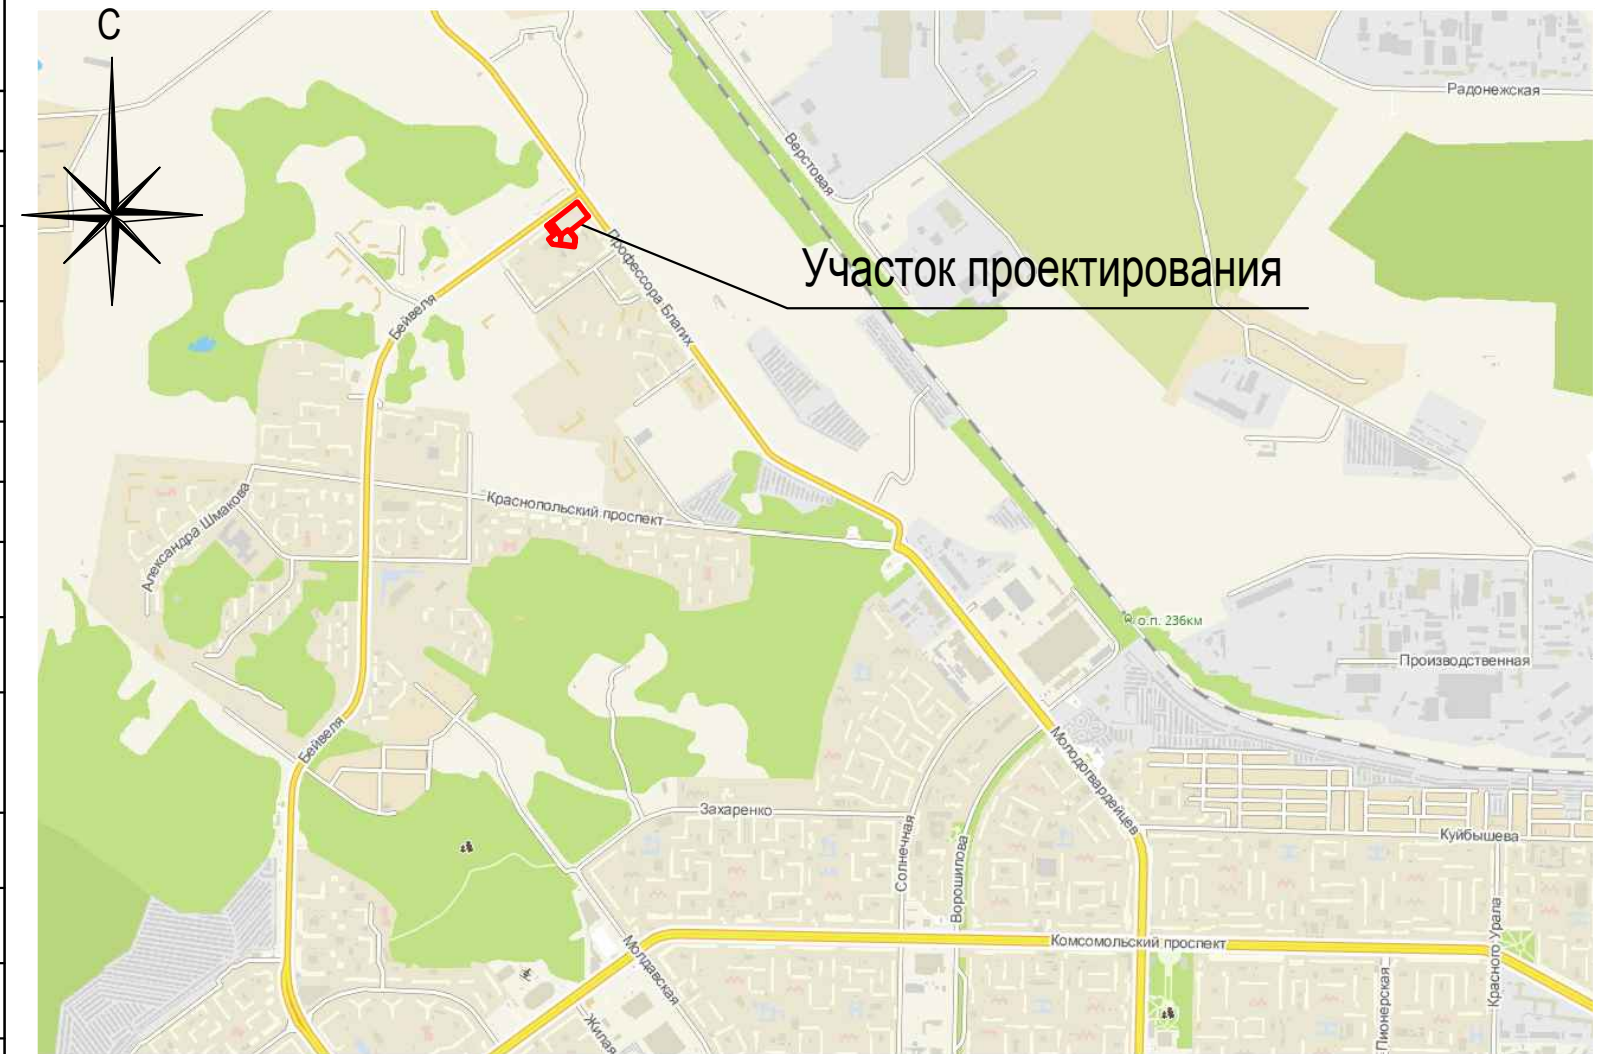 С
Радонежская
Верстовая
Участок проектирования
Профессора Благих
Бейвеля
Краснопольский проспект
Александра Шмакова
о.п. 236км
Производственная
Бейвеля
Молодогвардейцев
Захаренко
Солнечная
Ворошилова
Куйбышева
Красного Урала
Комсомольский проспект
Молдавская
Пионерская
Жилая